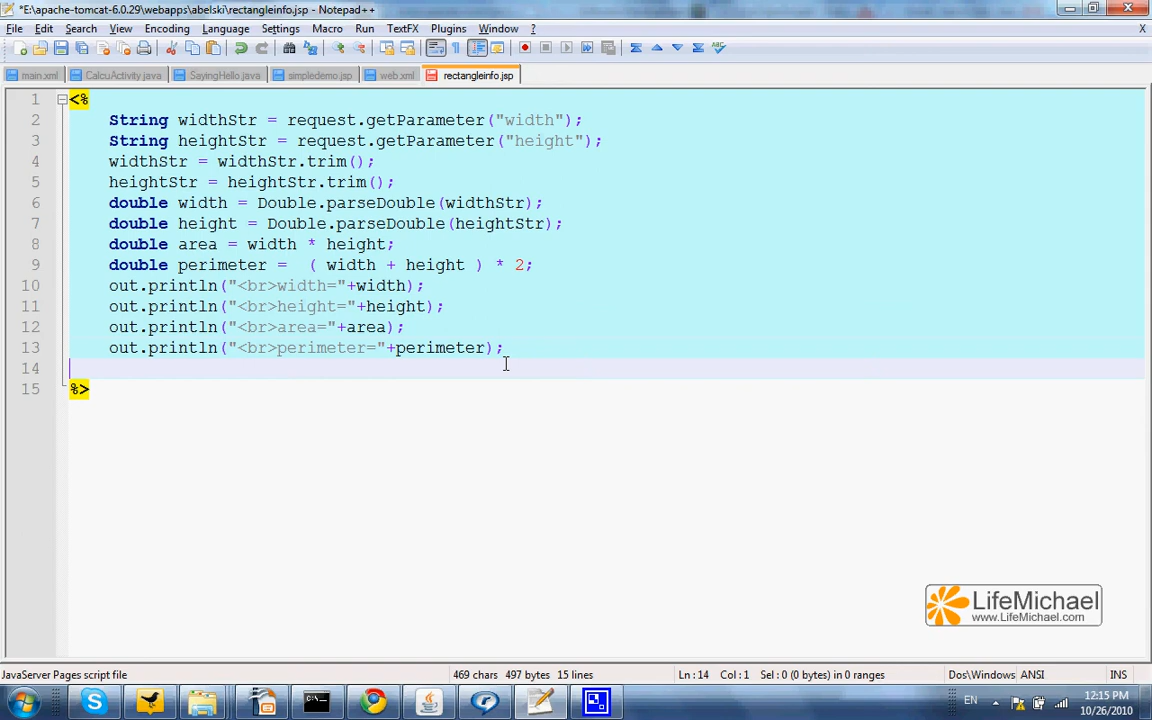 *E:\apache-tomcat-6.0.29\webapps\abelski\rectangleinfo.jsp - Notepad++
File Edit Search View Encoding Language Settings Macro Run TextFX Plugins Window ? X
main.xml CalcuActivity.java SayingHello.java simpledemo.jsp web.xml rectangleinfo.jsp
1 <%
2 String widthStr = request.getParameter("width");
3 String heightStr = request.getParameter("height");
4 widthStr = widthStr.trim();
5 heightStr = heightStr.trim();
6 double width = Double.parseDouble(widthStr);
7 double height = Double.parseDouble(heightStr);
8 double area = width * height;
9 double perimeter =  ( width + height ) * 2;
10 out.println("<br>width="+width);
11 out.println("<br>height="+height);
12 out.println("<br>area="+area);
13 out.println("<br>perimeter="+perimeter);
14
15 %>
LifeMichael
www.LifeMichael.com
JavaServer Pages script file 469 chars 497 bytes 15 lines Ln : 14 Col : 1 Sel : 0 (0 bytes) in 0 ranges Dos\Windows ANSI INS
EN 12:15 PM
10/26/2010